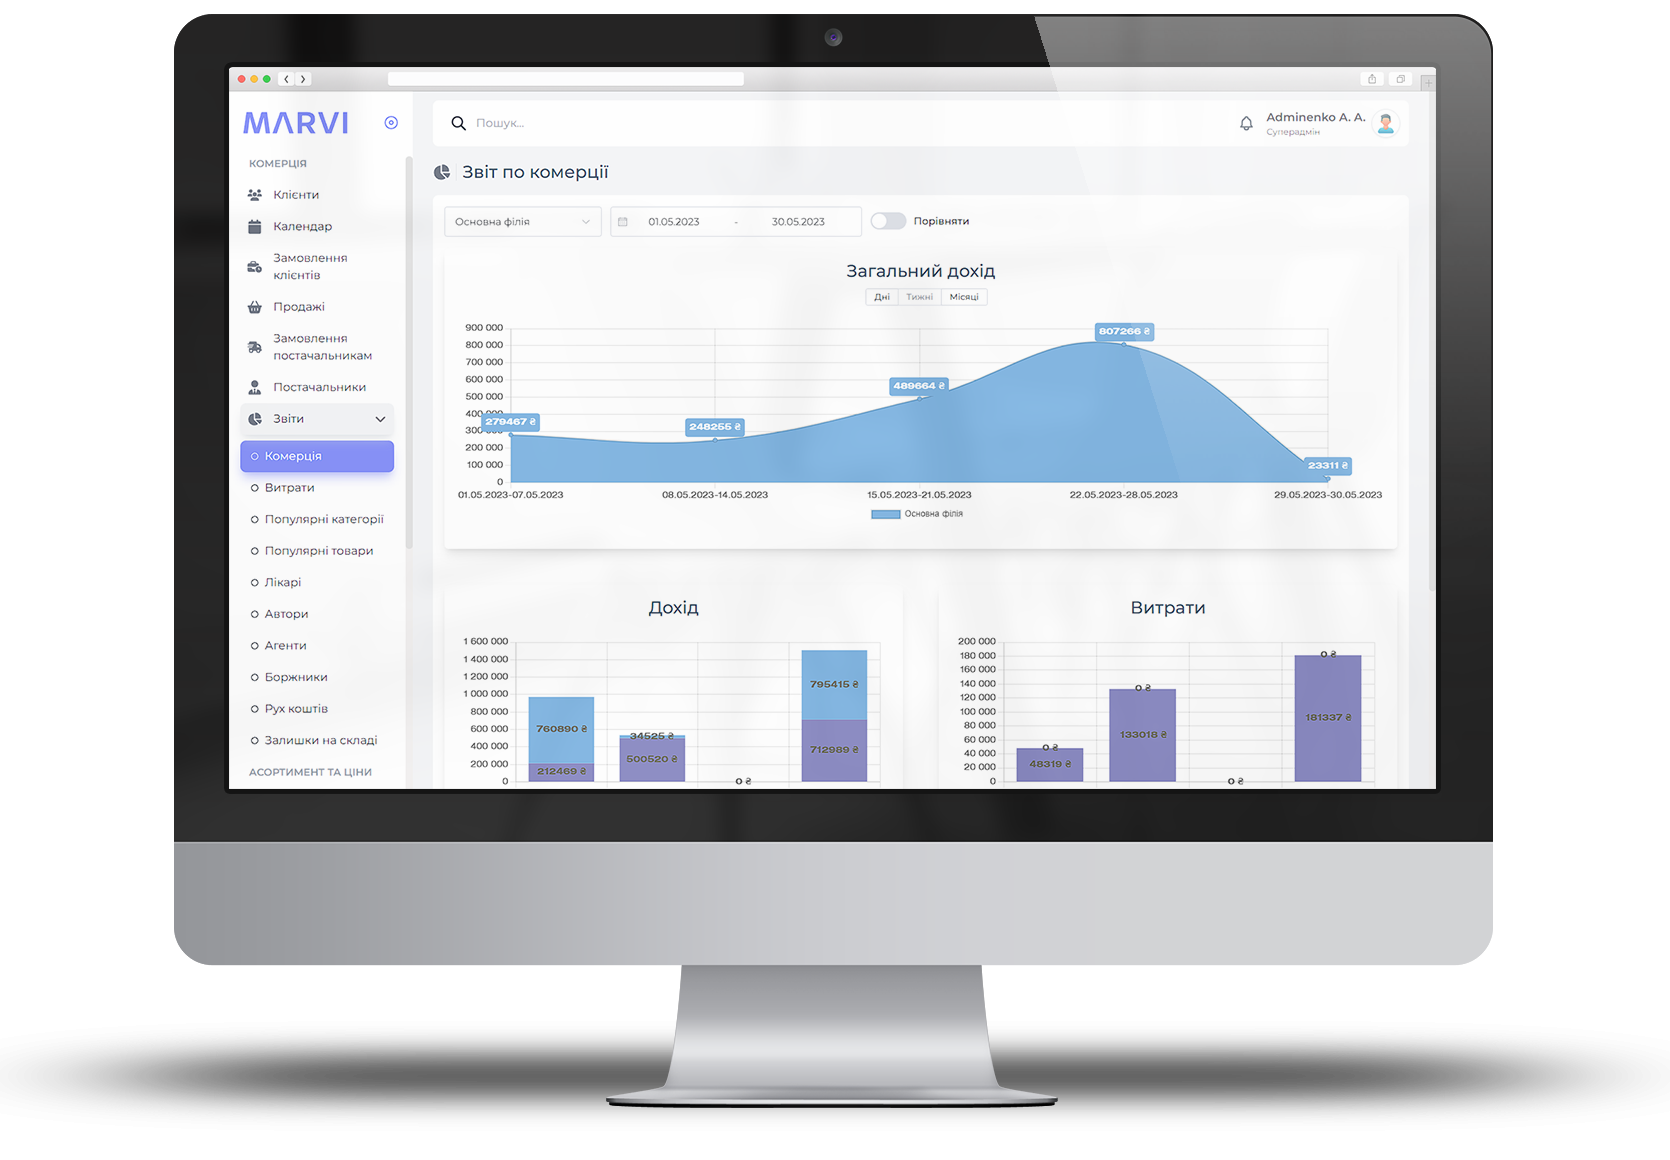 MARVI
КОМЕРЦІЯ
Клієнти
Календар
Замовлення
клієнтів
Продажі
Замовлення
постачальникам
Постачальники
Звіти
Комерція
Витрати
Популярні категорії
Популярні товари
Лікарі
Автори
Агенти
Боржники
Рух коштів
Залишки на складі
АСОРТИМЕНТ ТА ЦІНИ
Пошук...
Adminenko A. A.
Суперадмін
Звіт по комерції
Основна філія
01.05.2023 - 30.05.2023
Порівняти
Загальний дохід
Дні Тижні Місяці
900 000
800 000
700 000
600 000
500 000
400 000
300 000
200 000
100 000
0
279467 ₴
248255 ₴
489664 ₴
807266 ₴
23311 ₴
01.05.2023-07.05.2023
08.05.2023-14.05.2023
15.05.2023-21.05.2023
22.05.2023-28.05.2023
29.05.2023-30.05.2023
Основна філія
Дохід
1 600 000
1 400 000
1 200 000
1 000 000
800 000
600 000
400 000
200 000
0
760890 ₴
212469 ₴
34525 ₴
500520 ₴
0 ₴
795415 ₴
712989 ₴
Витрати
200 000
180 000
160 000
140 000
120 000
100 000
80 000
60 000
40 000
20 000
0
0 ₴
48319 ₴
0 ₴
133018 ₴
0 ₴
0 ₴
181337 ₴